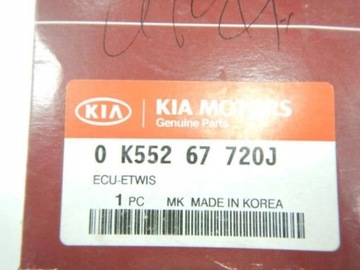 KIA KIA MOTORS
Genuine Parts
0 K552 67 720J
ECU-ETWIS
1 PC MK MADE IN KOREA